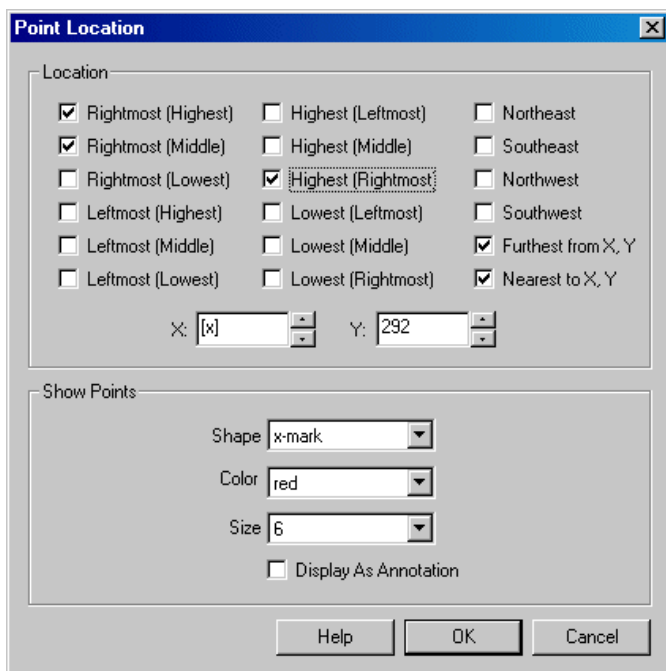 Point Location
Location
Rightmost (Highest) Highest (Leftmost) Northeast
Rightmost (Middle) Highest (Middle) Southeast
Rightmost (Lowest) Highest (Rightmost Northwest
Leftmost (Highest) Lowest (Leftmost) Southwest
Leftmost (Middle) Lowest (Middle) Furthest from X, Y
Leftmost (Lowest) Lowest (Rightmost) Nearest to X, Y
X: [x] Y: 292
Show Points
Shape x-mark
Color red
Size 6
Display As Annotation
Help OK Cancel